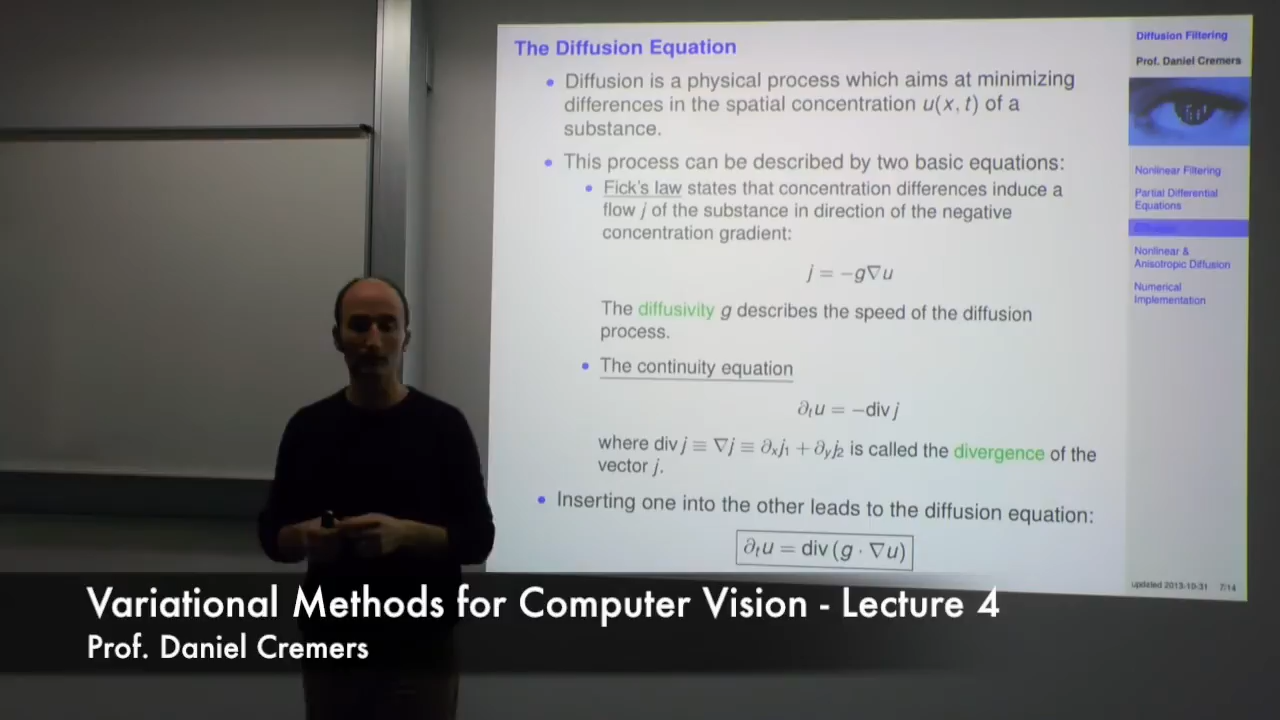 The Diffusion Equation
• Diffusion is a physical process which aims at minimizing
differences in the spatial concentration u(x, t) of a
substance.
• This process can be described by two basic equations:
• Fick's law states that concentration differences induce a
flow j of the substance in direction of the negative
concentration gradient:
j = −g∇u
The diffusivity g describes the speed of the diffusion
process.
• The continuity equation
∂ₜu = −div j
where div j ≡ ∇j ≡ ∂ₓj₁ + ∂ᵧj₂ is called the divergence of the
vector j.
• Inserting one into the other leads to the diffusion equation:
∂ₜu = div (g · ∇u)
Diffusion Filtering
Prof. Daniel Cremers
Nonlinear Filtering
Partial Differential
Equations
Diffusion
Nonlinear &
Anisotropic Diffusion
Numerical
Implementation
updated 2013-10-31 7/14
Variational Methods for Computer Vision - Lecture 4
Prof. Daniel Cremers